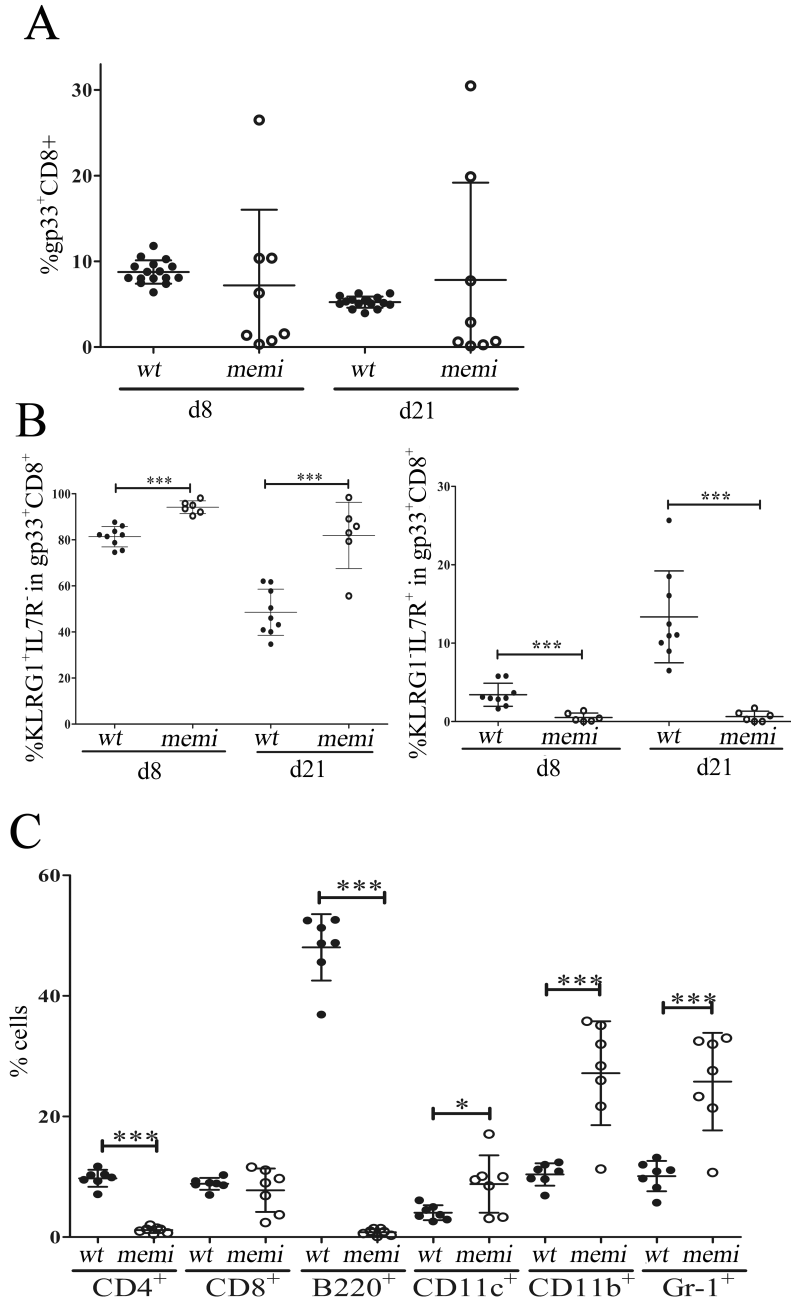 A
%gp33+CD8+
30
20
10
0
wt memi wt memi
d8 d21
B
%KLRG1+IL7R- in gp33+CD8+
100
80
60
40
20
0
*** ***
wt memi wt memi
d8 d21
%KLRG1-IL7R+ in gp33+CD8+
30
20
10
0
*** ***
wt memi wt memi
d8 d21
C
% cells
60
40
20
0
*** *** * *** ***
wt memi wt memi wt memi wt memi wt memi wt memi
CD4+ CD8+ B220+ CD11c+ CD11b+ Gr-1+